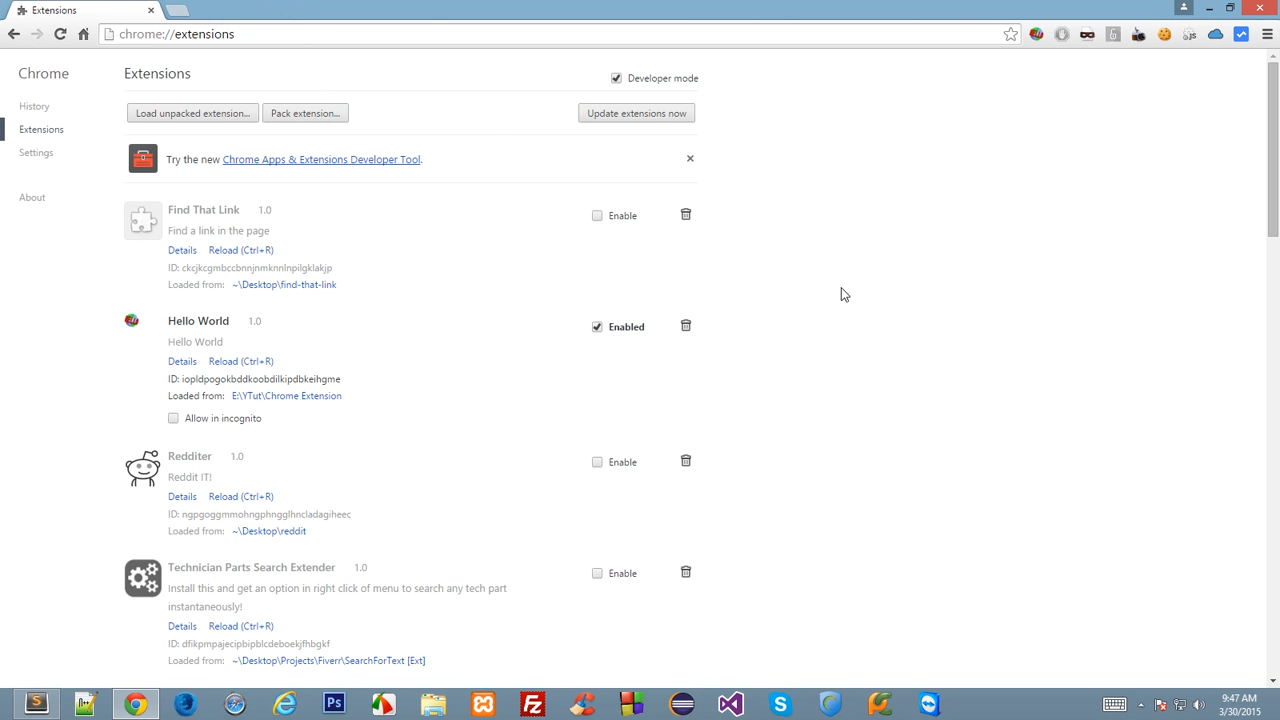 Extensions
chrome://extensions
Chrome
Extensions
Developer mode
History
Load unpacked extension...
Pack extension...
Update extensions now
Extensions
Settings
Try the new Chrome Apps & Extensions Developer Tool.
About
Find That Link 1.0
Enable
Find a link in the page
Details Reload (Ctrl+R)
ID: ckcjkcgmbccbnnjnmknnlnpilgklakjp
Loaded from: ~\Desktop\find-that-link
Hello World 1.0
Enabled
Hello World
Details Reload (Ctrl+R)
ID: iopldpogokbddkoobdilkipdbkeihgme
Loaded from: E:\YTut\Chrome Extension
Allow in incognito
Redditer 1.0
Enable
Reddit IT!
Details Reload (Ctrl+R)
ID: ngpgoggmmohngphngglhncladagiheec
Loaded from: ~\Desktop\reddit
Technician Parts Search Extender 1.0
Enable
Install this and get an option in right click of menu to search any tech part
instantaneously!
Details Reload (Ctrl+R)
ID: dfikpmpajecipbipblcdeboekjfhbgkf
Loaded from: ~\Desktop\Projects\Fiverr\SearchForText [Ext]
9:47 AM
3/30/2015